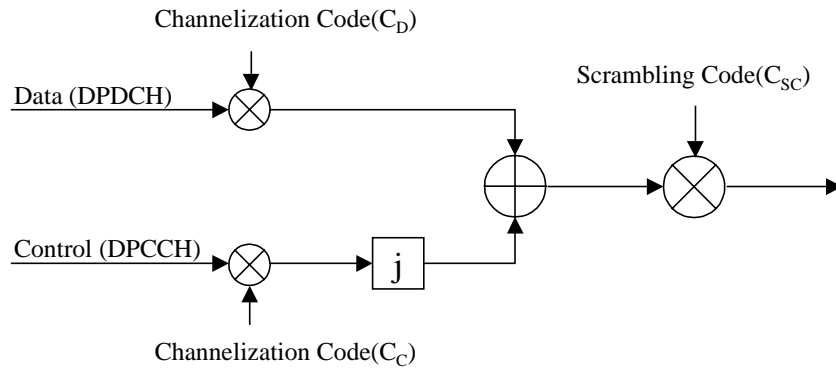 Channelization Code(C_D)
Scrambling Code(C_SC)
Data (DPDCH)
Control (DPCCH)
j
Channelization Code(C_C)